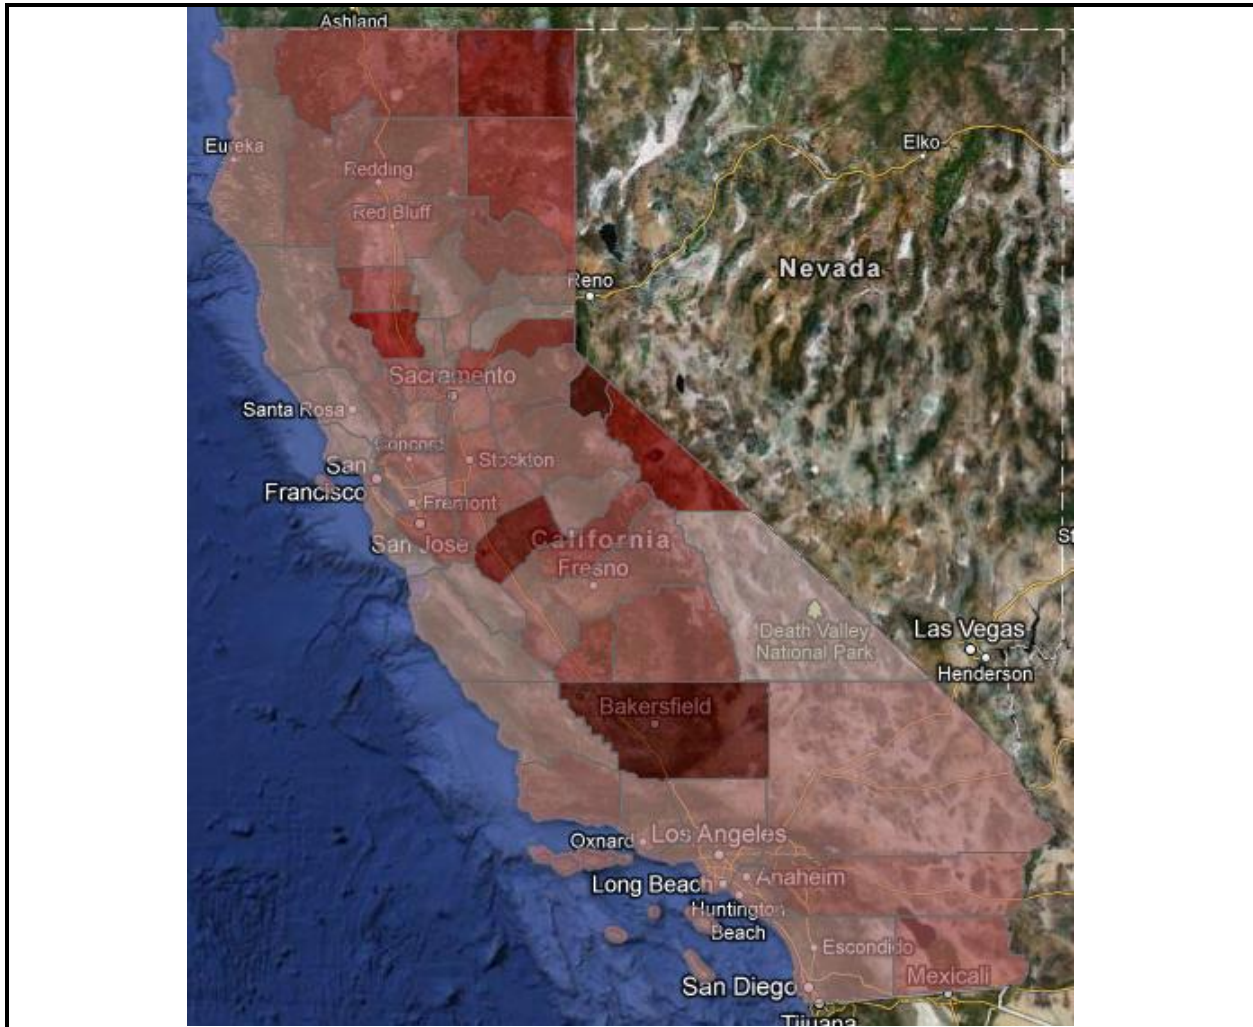 Ashland
Eureka
Elko
Redding
Red Bluff
Nevada
Reno
Sacramento
Santa Rosa
Concord
Stockton
San
Francisco
Fremont
San Jose
California
Fresno
St
Death Valley
National Park
Las Vegas
Henderson
Bakersfield
Oxnard
Los Angeles
Long Beach
Anaheim
Huntington
Beach
Escondido
Mexicali
San Diego
Tijuana